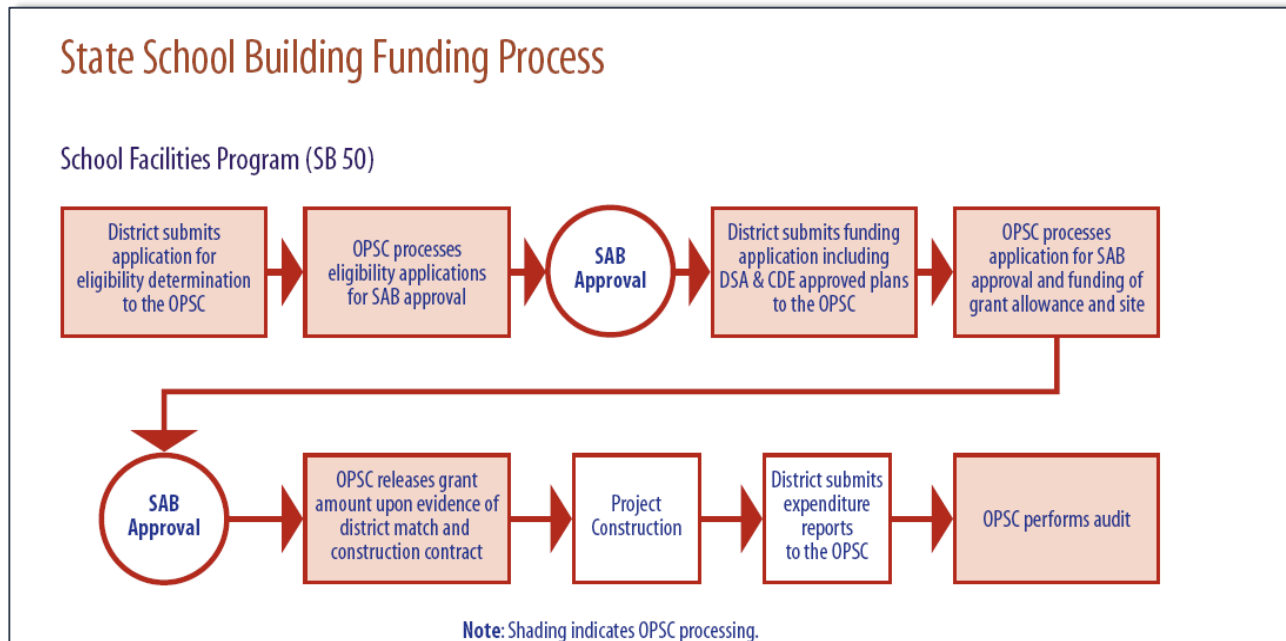 State School Building Funding Process
School Facilities Program (SB 50)
District submits
application for
eligibility determination
to the OPSC
OPSC processes
eligibility applications
for SAB approval
SAB
Approval
District submits funding
application including
DSA & CDE approved plans
to the OPSC
OPSC processes
application for SAB
approval and funding of
grant allowance and site
SAB
Approval
OPSC releases grant
amount upon evidence of
district match and
construction contract
Project
Construction
District submits
expenditure
reports
to the OPSC
OPSC performs audit
Note: Shading indicates OPSC processing.